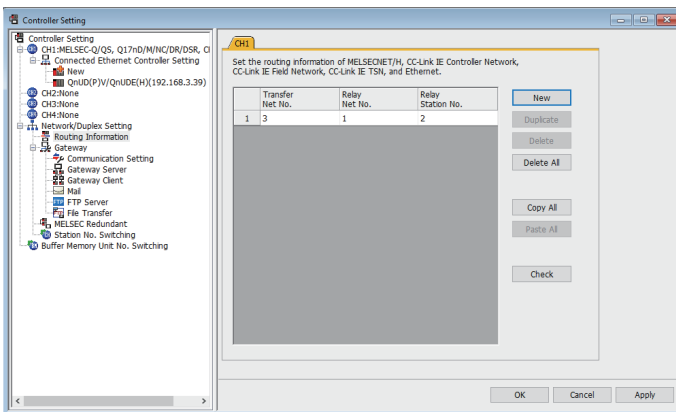 Controller Setting
Controller Setting
CH1:MELSEC-Q/QS, Q17nD/M/NC/DR/DSR, C
Connected Ethernet Controller Setting
New
QnUD(P)V/QnUDE(H)(192.168.3.39)
CH2:None
CH3:None
CH4:None
Network/Duplex Setting
Routing Information
Gateway
Communication Setting
Gateway Server
Gateway Client
Mail
FTP Server
File Transfer
MELSEC Redundant
Station No. Switching
Buffer Memory Unit No. Switching
CH1
Set the routing information of MELSECNET/H, CC-Link IE Controller Network,
CC-Link IE Field Network, CC-Link IE TSN, and Ethernet.
Transfer Net No. Relay Net No. Relay Station No.
1 3 1 2
New
Duplicate
Delete
Delete All
Copy All
Paste All
Check
OK Cancel Apply